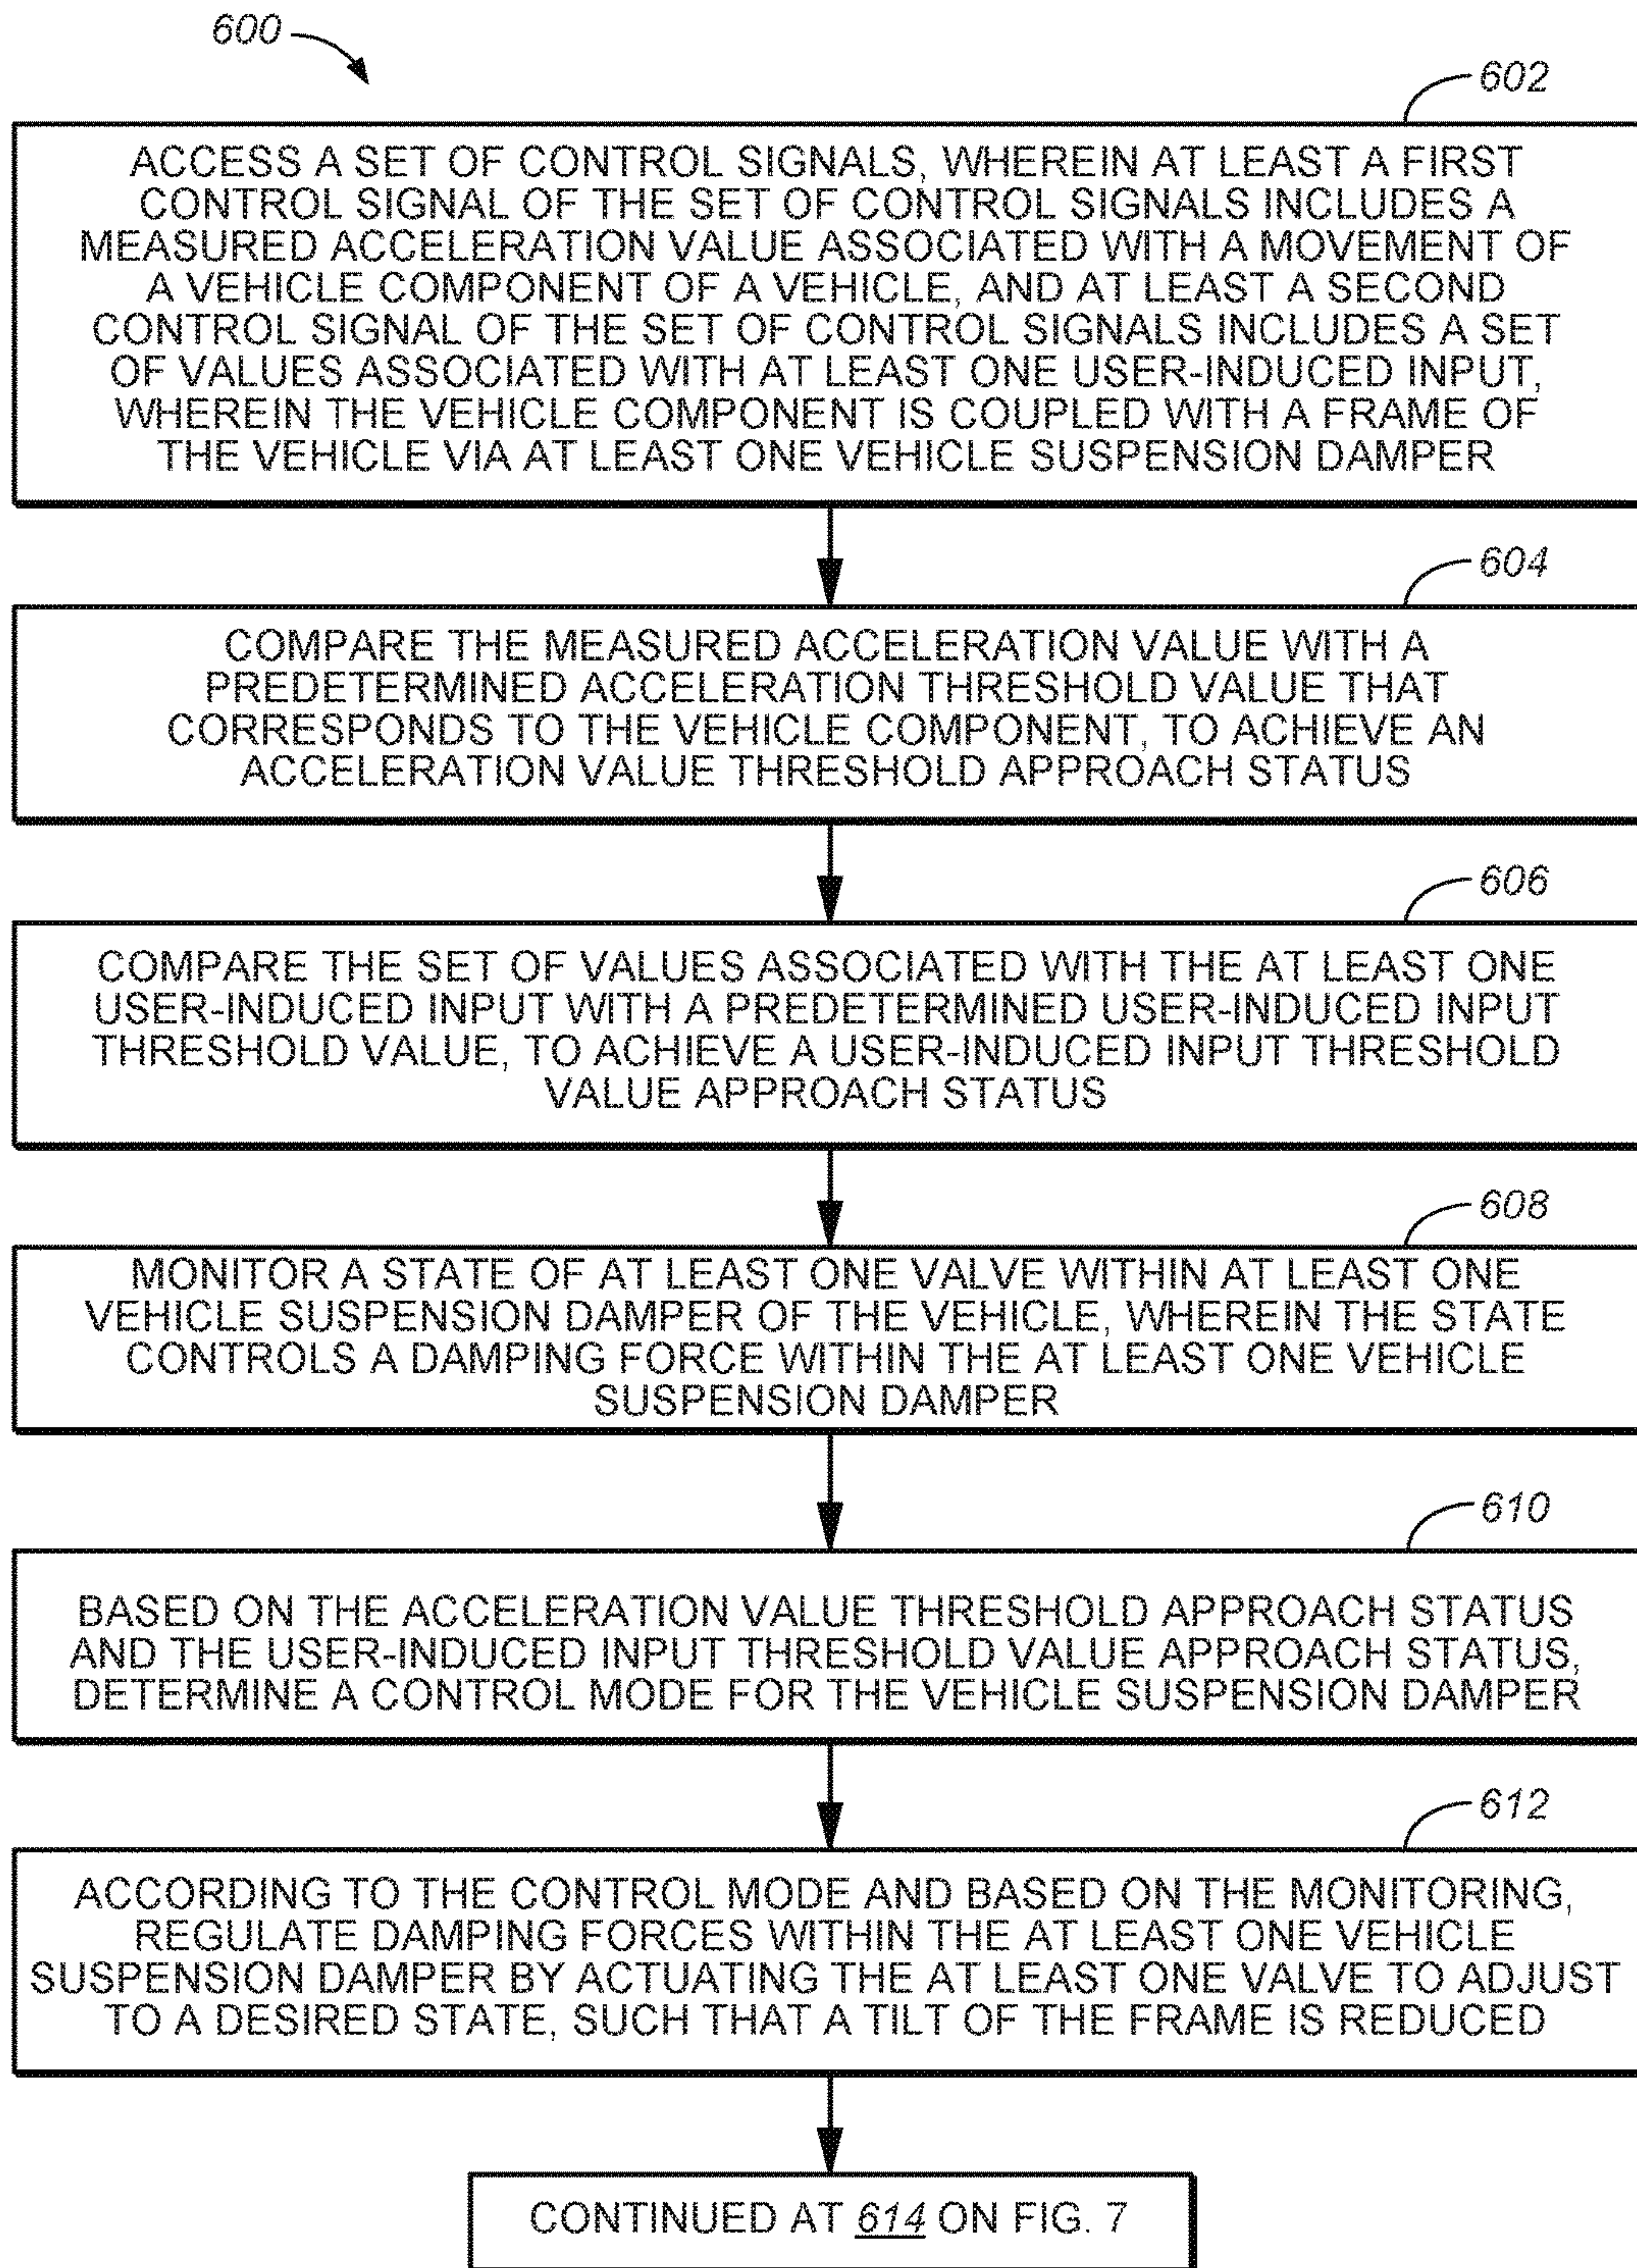 600
602
ACCESS A SET OF CONTROL SIGNALS, WHEREIN AT LEAST A FIRST
CONTROL SIGNAL OF THE SET OF CONTROL SIGNALS INCLUDES A
MEASURED ACCELERATION VALUE ASSOCIATED WITH A MOVEMENT OF
A VEHICLE COMPONENT OF A VEHICLE, AND AT LEAST A SECOND
CONTROL SIGNAL OF THE SET OF CONTROL SIGNALS INCLUDES A SET
OF VALUES ASSOCIATED WITH AT LEAST ONE USER-INDUCED INPUT,
WHEREIN THE VEHICLE COMPONENT IS COUPLED WITH A FRAME OF
THE VEHICLE VIA AT LEAST ONE VEHICLE SUSPENSION DAMPER
604
COMPARE THE MEASURED ACCELERATION VALUE WITH A
PREDETERMINED ACCELERATION THRESHOLD VALUE THAT
CORRESPONDS TO THE VEHICLE COMPONENT, TO ACHIEVE AN
ACCELERATION VALUE THRESHOLD APPROACH STATUS
606
COMPARE THE SET OF VALUES ASSOCIATED WITH THE AT LEAST ONE
USER-INDUCED INPUT WITH A PREDETERMINED USER-INDUCED INPUT
THRESHOLD VALUE, TO ACHIEVE A USER-INDUCED INPUT THRESHOLD
VALUE APPROACH STATUS
608
MONITOR A STATE OF AT LEAST ONE VALVE WITHIN AT LEAST ONE
VEHICLE SUSPENSION DAMPER OF THE VEHICLE, WHEREIN THE STATE
CONTROLS A DAMPING FORCE WITHIN THE AT LEAST ONE VEHICLE
SUSPENSION DAMPER
610
BASED ON THE ACCELERATION VALUE THRESHOLD APPROACH STATUS
AND THE USER-INDUCED INPUT THRESHOLD VALUE APPROACH STATUS,
DETERMINE A CONTROL MODE FOR THE VEHICLE SUSPENSION DAMPER
612
ACCORDING TO THE CONTROL MODE AND BASED ON THE MONITORING,
REGULATE DAMPING FORCES WITHIN THE AT LEAST ONE VEHICLE
SUSPENSION DAMPER BY ACTUATING THE AT LEAST ONE VALVE TO ADJUST
TO A DESIRED STATE, SUCH THAT A TILT OF THE FRAME IS REDUCED
CONTINUED AT 614 ON FIG. 7